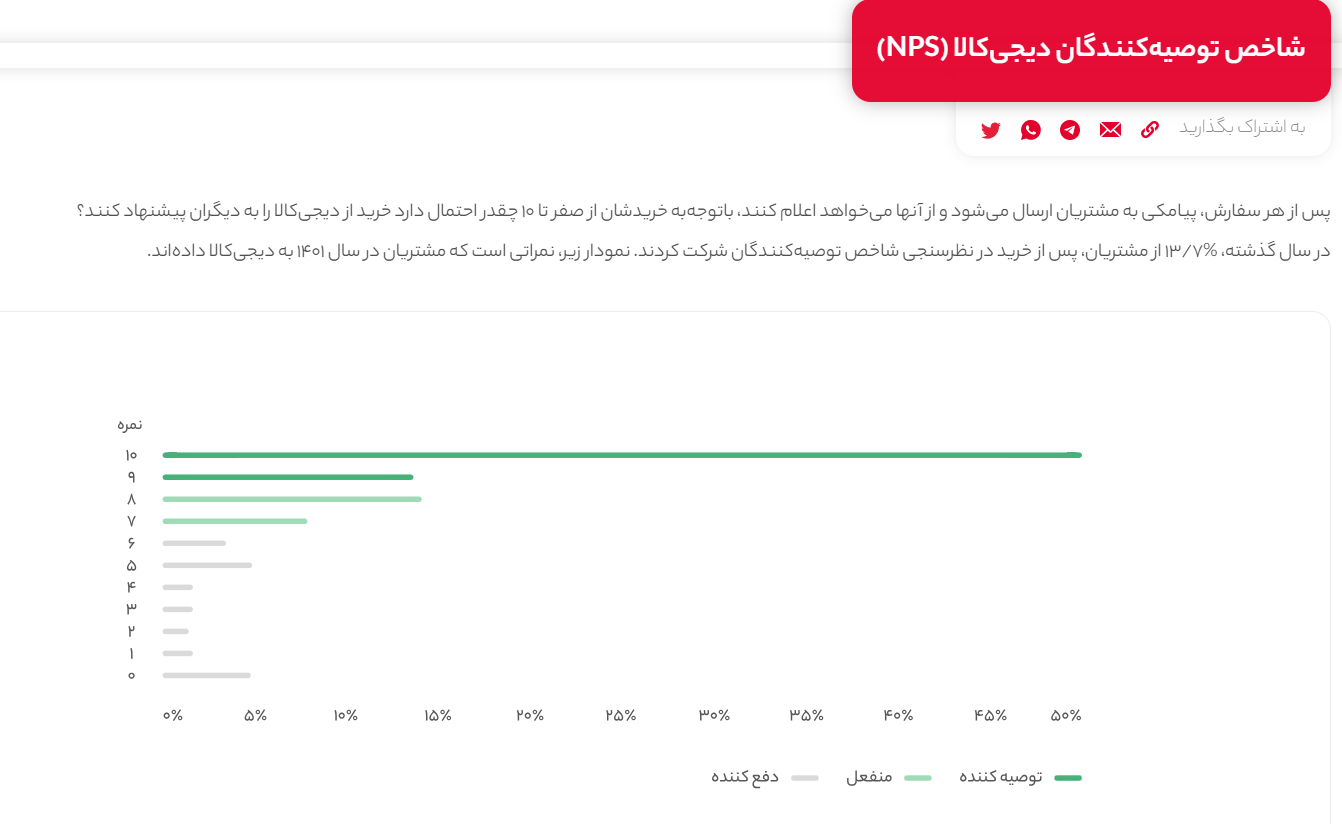 شاخص توصیه‌کنندگان دیجی‌کالا (NPS)
به اشتراک بگذارید
پس از هر سفارش، پیامکی به مشتریان ارسال می‌شود و از آنها می‌خواهد اعلام کنند، باتوجه‌به خریدشان از صفر تا ۱۰ چقدر احتمال دارد خرید از دیجی‌کالا را به دیگران پیشنهاد کنند؟
در سال گذشته، ۱۳/۷% از مشتریان، پس از خرید در نظرسنجی شاخص توصیه‌کنندگان شرکت کردند. نمودار زیر، نمراتی است که مشتریان در سال ۱۴۰۱ به دیجی‌کالا داده‌اند.
نمره
۱۰
۹
۸
۷
۶
۵
۴
۳
۲
۱
۰
۰% ۵% ۱۰% ۱۵% ۲۰% ۲۵% ۳۰% ۳۵% ۴۰% ۴۵% ۵۰%
توصیه کننده منفعل دفع کننده